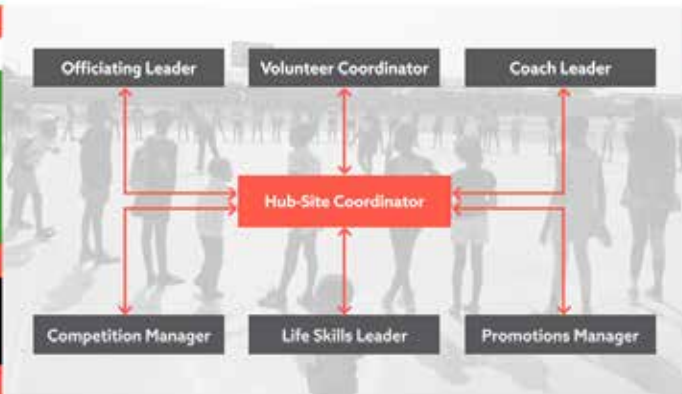 Officiating Leader
Volunteer Coordinator
Coach Leader
Hub-Site Coordinator
Competition Manager
Life Skills Leader
Promotions Manager